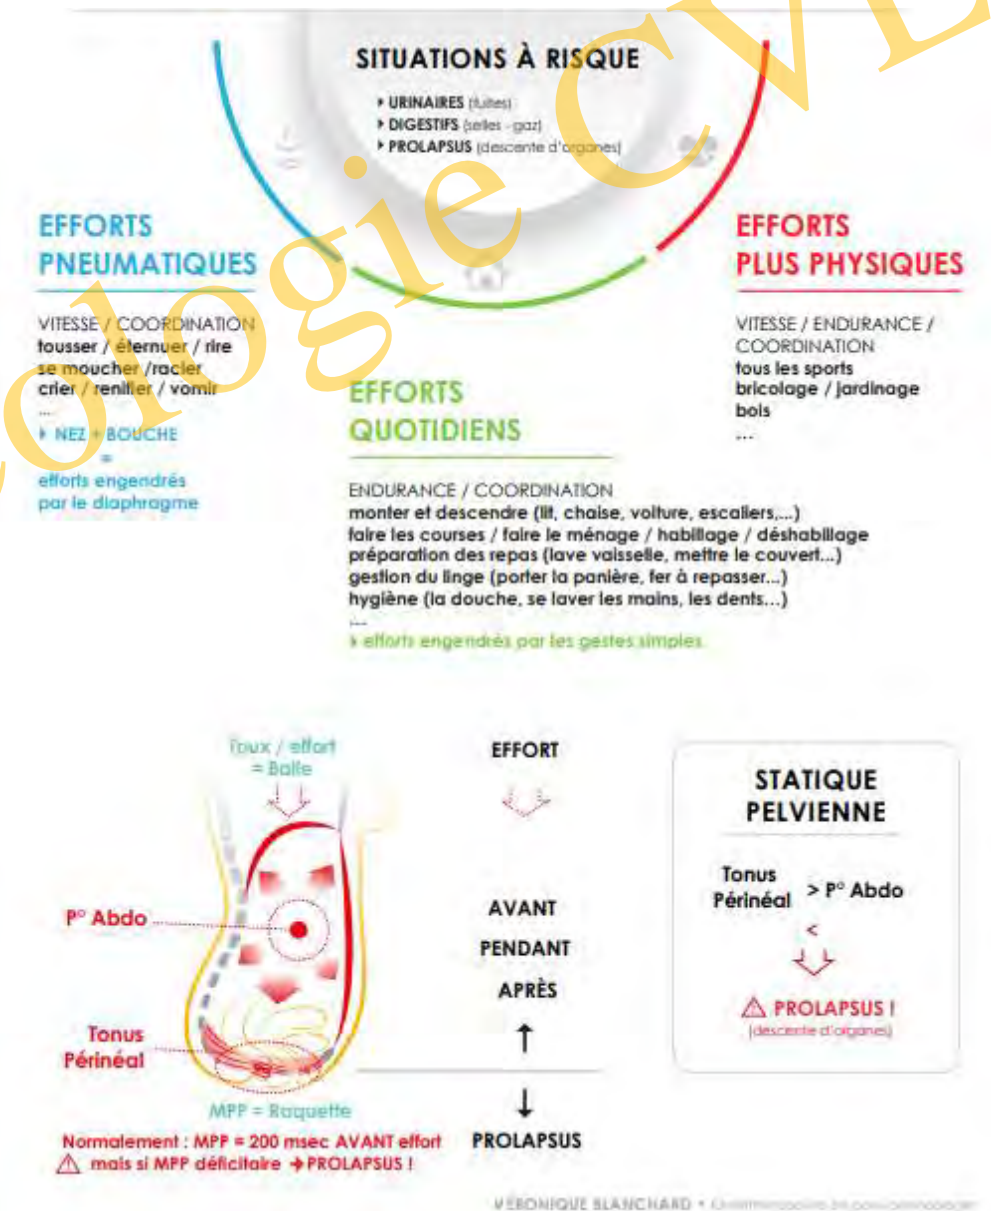 SITUATIONS À RISQUE
URINAIRES (fuites)
DIGESTIFS (selles - gaz)
PROLAPSUS (descente d'organes)
EFFORTS
PNEUMATIQUES
VITESSE / COORDINATION
tousser / éternuer / rire
se moucher /racler
crier / renifler / vomir
...
NEZ + BOUCHE
=
efforts engendrés
par le diaphragme
EFFORTS
QUOTIDIENS
ENDURANCE / COORDINATION
monter et descendre (lit, chaise, voiture, escaliers,...)
faire les courses / faire le ménage / habillage / déshabillage
préparation des repas (lave vaisselle, mettre le couvert...)
gestion du linge (porter la panière, fer à repasser...)
hygiène (la douche, se laver les mains, les dents...)
....
efforts engendrés par les gestes simples
EFFORTS
PLUS PHYSIQUES
VITESSE / ENDURANCE /
COORDINATION
tous les sports
bricolage / jardinage
bois
...
Toux / effort
= Balle
P° Abdo
Tonus
Périnéal
MPP = Raquette
Normalement : MPP = 200 msec AVANT effort
⚠ mais si MPP déficitaire → PROLAPSUS !
EFFORT
AVANT
PENDANT
APRÈS
↑
↓
PROLAPSUS
STATIQUE
PELVIENNE
Tonus
Périnéal > P° Abdo
<
⚠ PROLAPSUS !
(descente d'organes)
VÉRONIQUE BLANCHARD •
ologie CVL